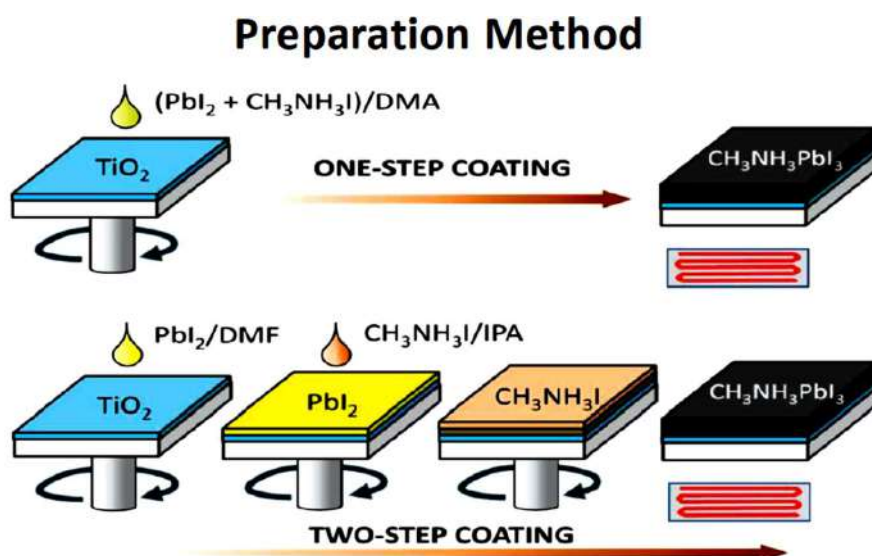 Preparation Method
(PbI₂ + CH₃NH₃I)/DMA
TiO₂
ONE-STEP COATING
CH₃NH₃PbI₃
PbI₂/DMF
CH₃NH₃I/IPA
TiO₂
PbI₂
CH₃NH₃I
CH₃NH₃PbI₃
TWO-STEP COATING